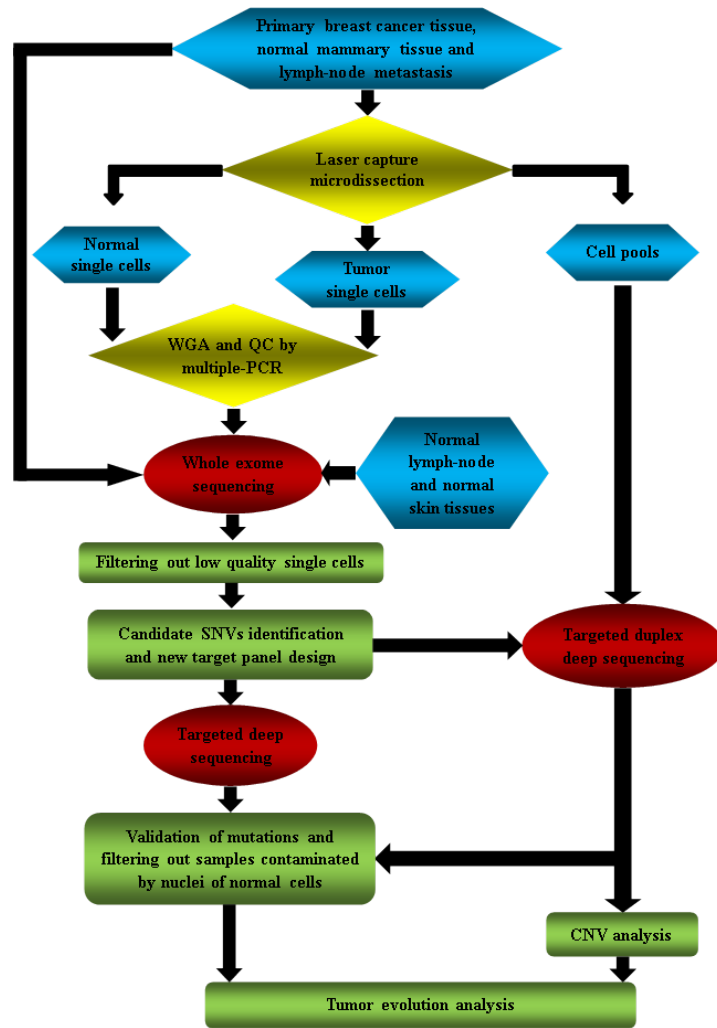 Primary breast cancer tissue,
normal mammary tissue and
lymph-node metastasis
Laser capture
microdissection
Normal
single cells
Tumor
single cells
Cell pools
WGA and QC by
multiple-PCR
Whole exome
sequencing
Normal
lymph-node
and normal
skin tissues
Filtering out low quality single cells
Candidate SNVs identification
and new target panel design
Targeted duplex
deep sequencing
Targeted deep
sequencing
Validation of mutations and
filtering out samples contaminated
by nuclei of normal cells
CNV analysis
Tumor evolution analysis